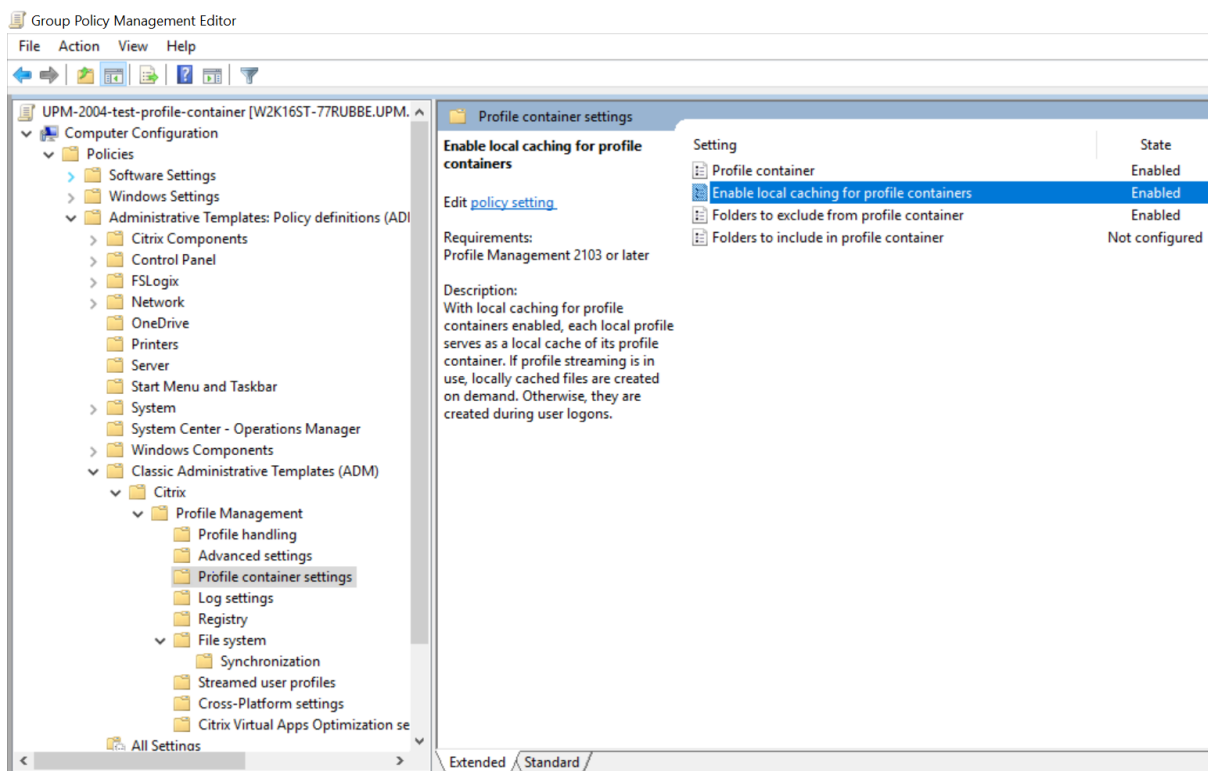 Group Policy Management Editor
File Action View Help
UPM-2004-test-profile-container [W2K16ST-77RUBBE.UPM.
Computer Configuration
Policies
Software Settings
Windows Settings
Administrative Templates: Policy definitions (ADI
Citrix Components
Control Panel
FSLogix
Network
OneDrive
Printers
Server
Start Menu and Taskbar
System
System Center - Operations Manager
Windows Components
Classic Administrative Templates (ADM)
Citrix
Profile Management
Profile handling
Advanced settings
Profile container settings
Log settings
Registry
File system
Synchronization
Streamed user profiles
Cross-Platform settings
Citrix Virtual Apps Optimization se
All Settings
Profile container settings
Enable local caching for profile
containers
Edit policy setting
Requirements:
Profile Management 2103 or later
Description:
With local caching for profile
containers enabled, each local profile
serves as a local cache of its profile
container. If profile streaming is in
use, locally cached files are created
on demand. Otherwise, they are
created during user logons.
Setting State
Profile container Enabled
Enable local caching for profile containers Enabled
Folders to exclude from profile container Enabled
Folders to include in profile container Not configured
Extended Standard